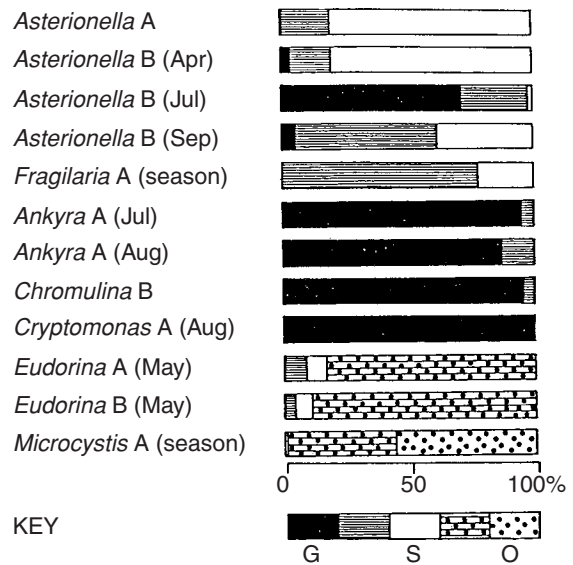 Asterionella A
Asterionella B (Apr)
Asterionella B (Jul)
Asterionella B (Sep)
Fragilaria A (season)
Ankyra A (Jul)
Ankyra A (Aug)
Chromulina B
Cryptomonas A (Aug)
Eudorina A (May)
Eudorina B (May)
Microcystis A (season)
0 50 100%
KEY
G S O